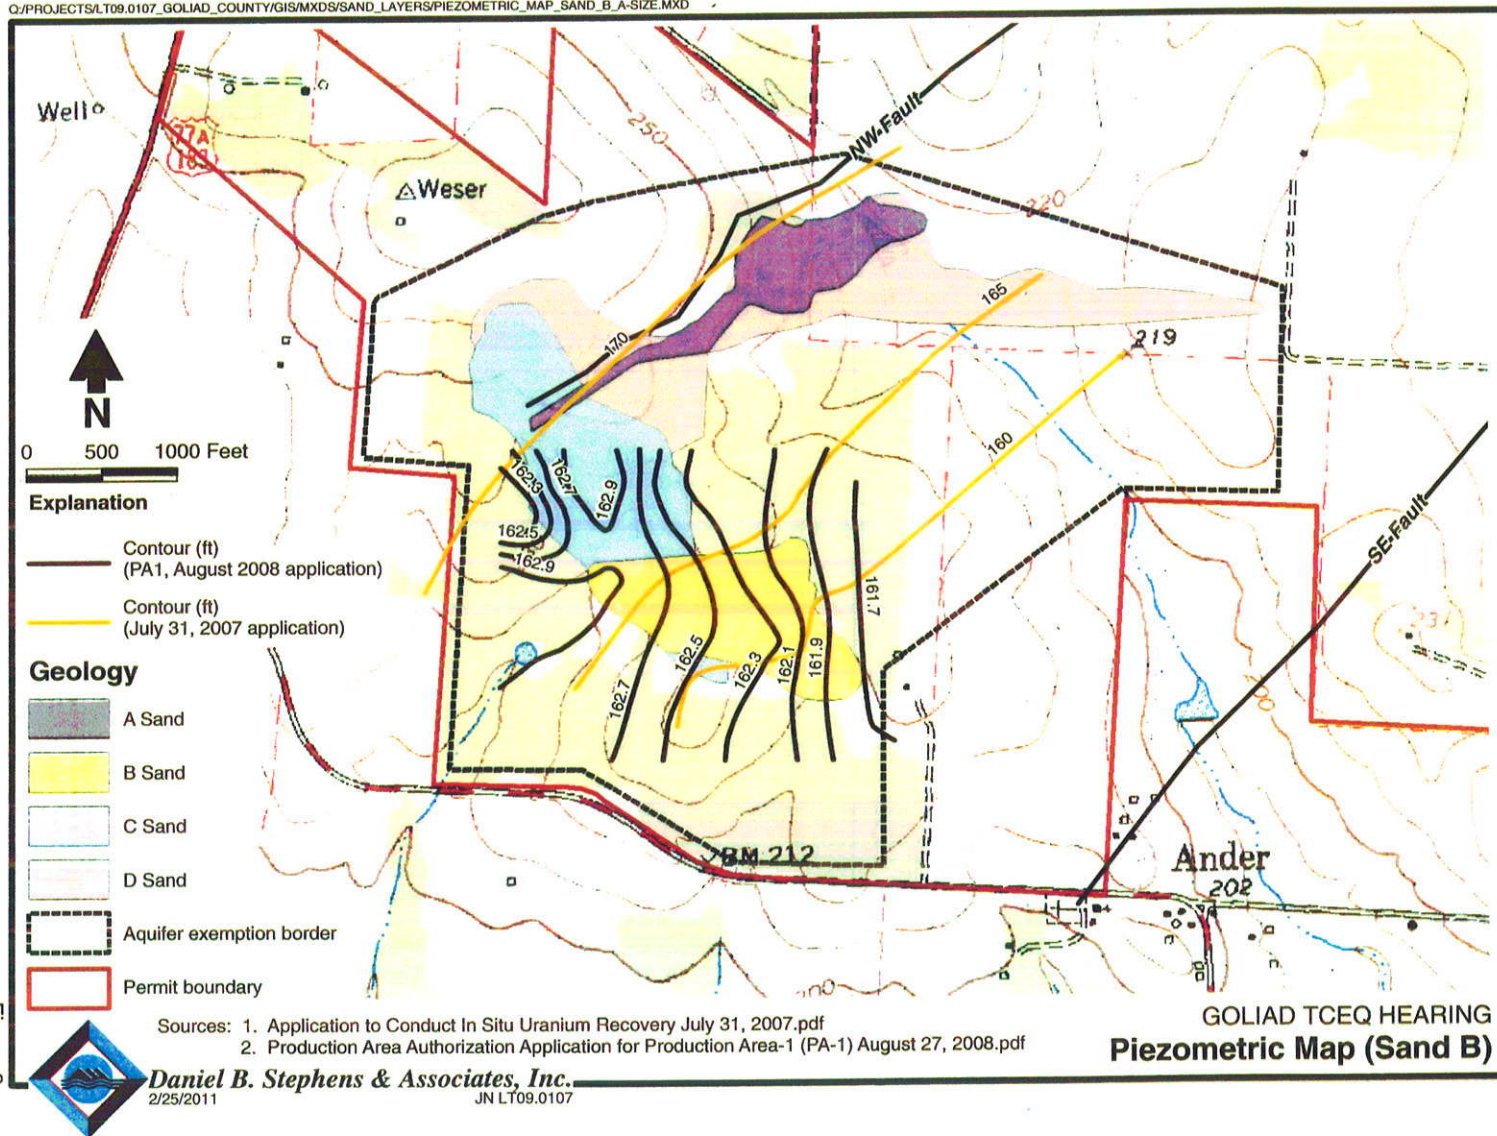 Q:/PROJECTS/LT09.0107_GOLIAD_COUNTY/GIS/MXDS/SAND_LAYERS/PIEZOMETRIC_MAP_SAND_B_A-SIZE.MXD
Well
77A
183
Weser
250
NW-Fault
220
165
219
170
160
N
0 500 1000 Feet
Explanation
Contour (ft)
(PA1, August 2008 application)
Contour (ft)
(July 31, 2007 application)
162.3
162.7
162.9
162.5
162.9
161.7
162.7
162.5
162.3
162.1
161.9
SE-Fault
Geology
A Sand
B Sand
C Sand
D Sand
Aquifer exemption border
Permit boundary
BM 212
Ander
202
Sources: 1. Application to Conduct In Situ Uranium Recovery July 31, 2007.pdf
2. Production Area Authorization Application for Production Area-1 (PA-1) August 27, 2008.pdf
GOLIAD TCEQ HEARING
Piezometric Map (Sand B)
Daniel B. Stephens & Associates, Inc.
2/25/2011 JN LT09.0107